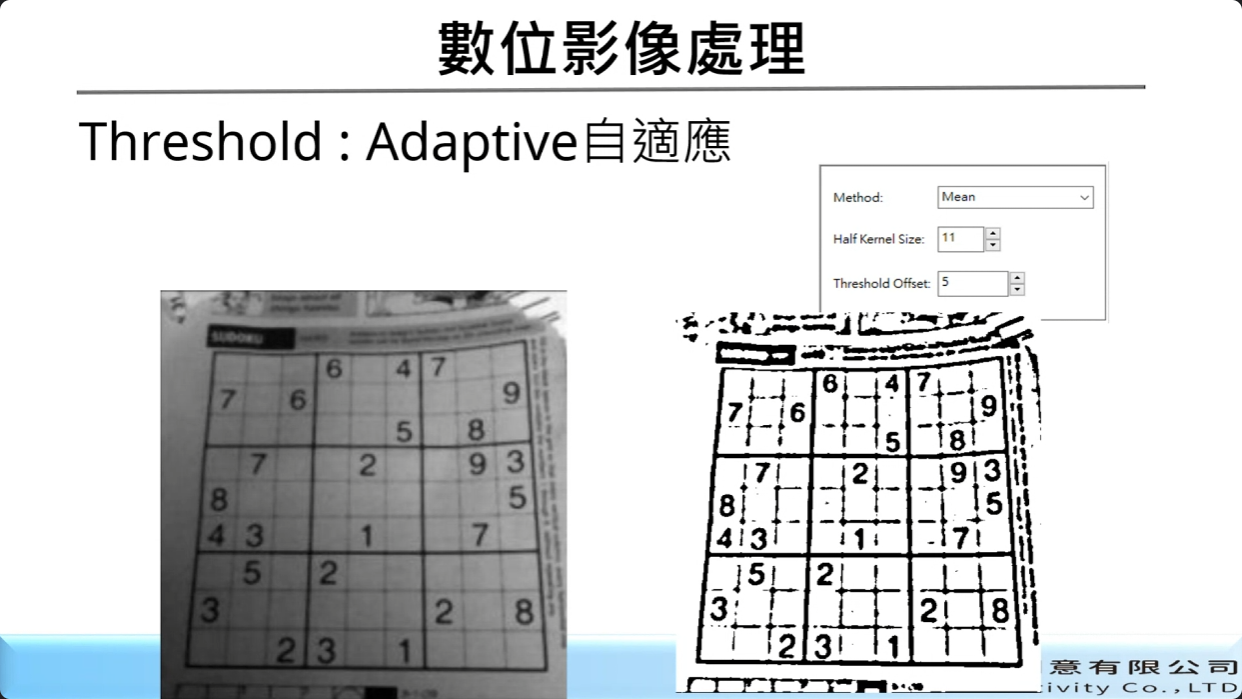 數位影像處理
Threshold : Adaptive自適應
Method: Mean
Half Kernel Size: 11
Threshold Offset: 5
SUDOKU
6 4 7
7 6 9
5 8
7 2 9 3
8 5
4 3 1 7
5 2
3 2 8
2 3 1
6 4 7
7 6 9
5 8
7 2 9 3
8 5
4 3 1 7
5 2
3 2 8
2 3 1
意有限公司
ivity Co.,LTD